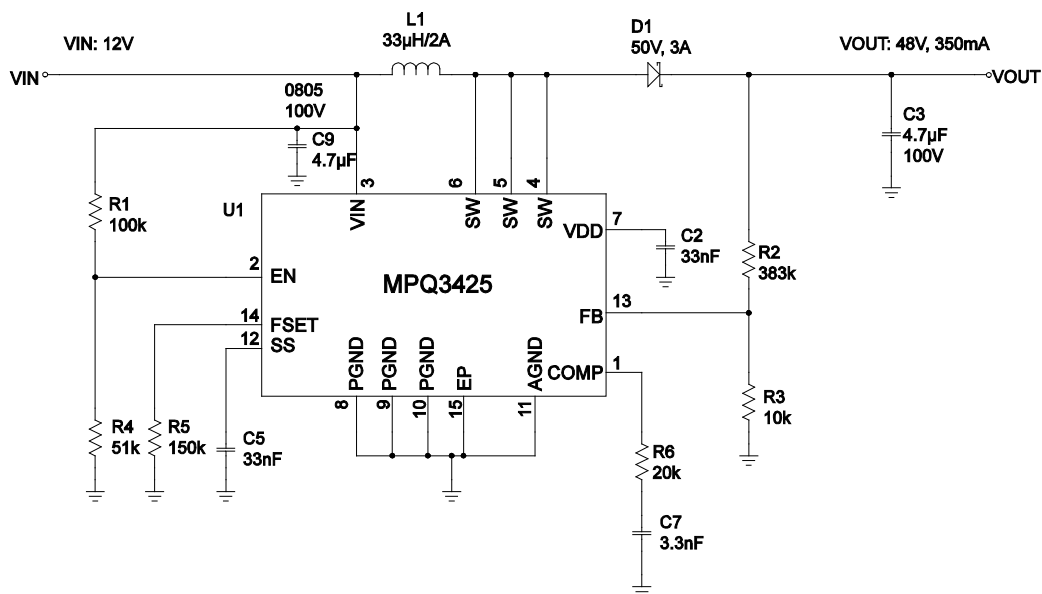 L1
33µH/2A
D1
50V, 3A
VIN: 12V
VOUT: 48V, 350mA
VIN
VOUT
0805
100V
C9
4.7µF
C3
4.7µF
100V
3
6
5
4
R1
100k
U1
VIN
SW
SW
SW
7
VDD
C2
33nF
2
EN
MPQ3425
R2
383k
13
FB
14
FSET
12
SS
PGND
PGND
PGND
EP
AGND
COMP
1
8
9
10
15
11
R3
10k
R4
51k
R5
150k
C5
33nF
R6
20k
C7
3.3nF